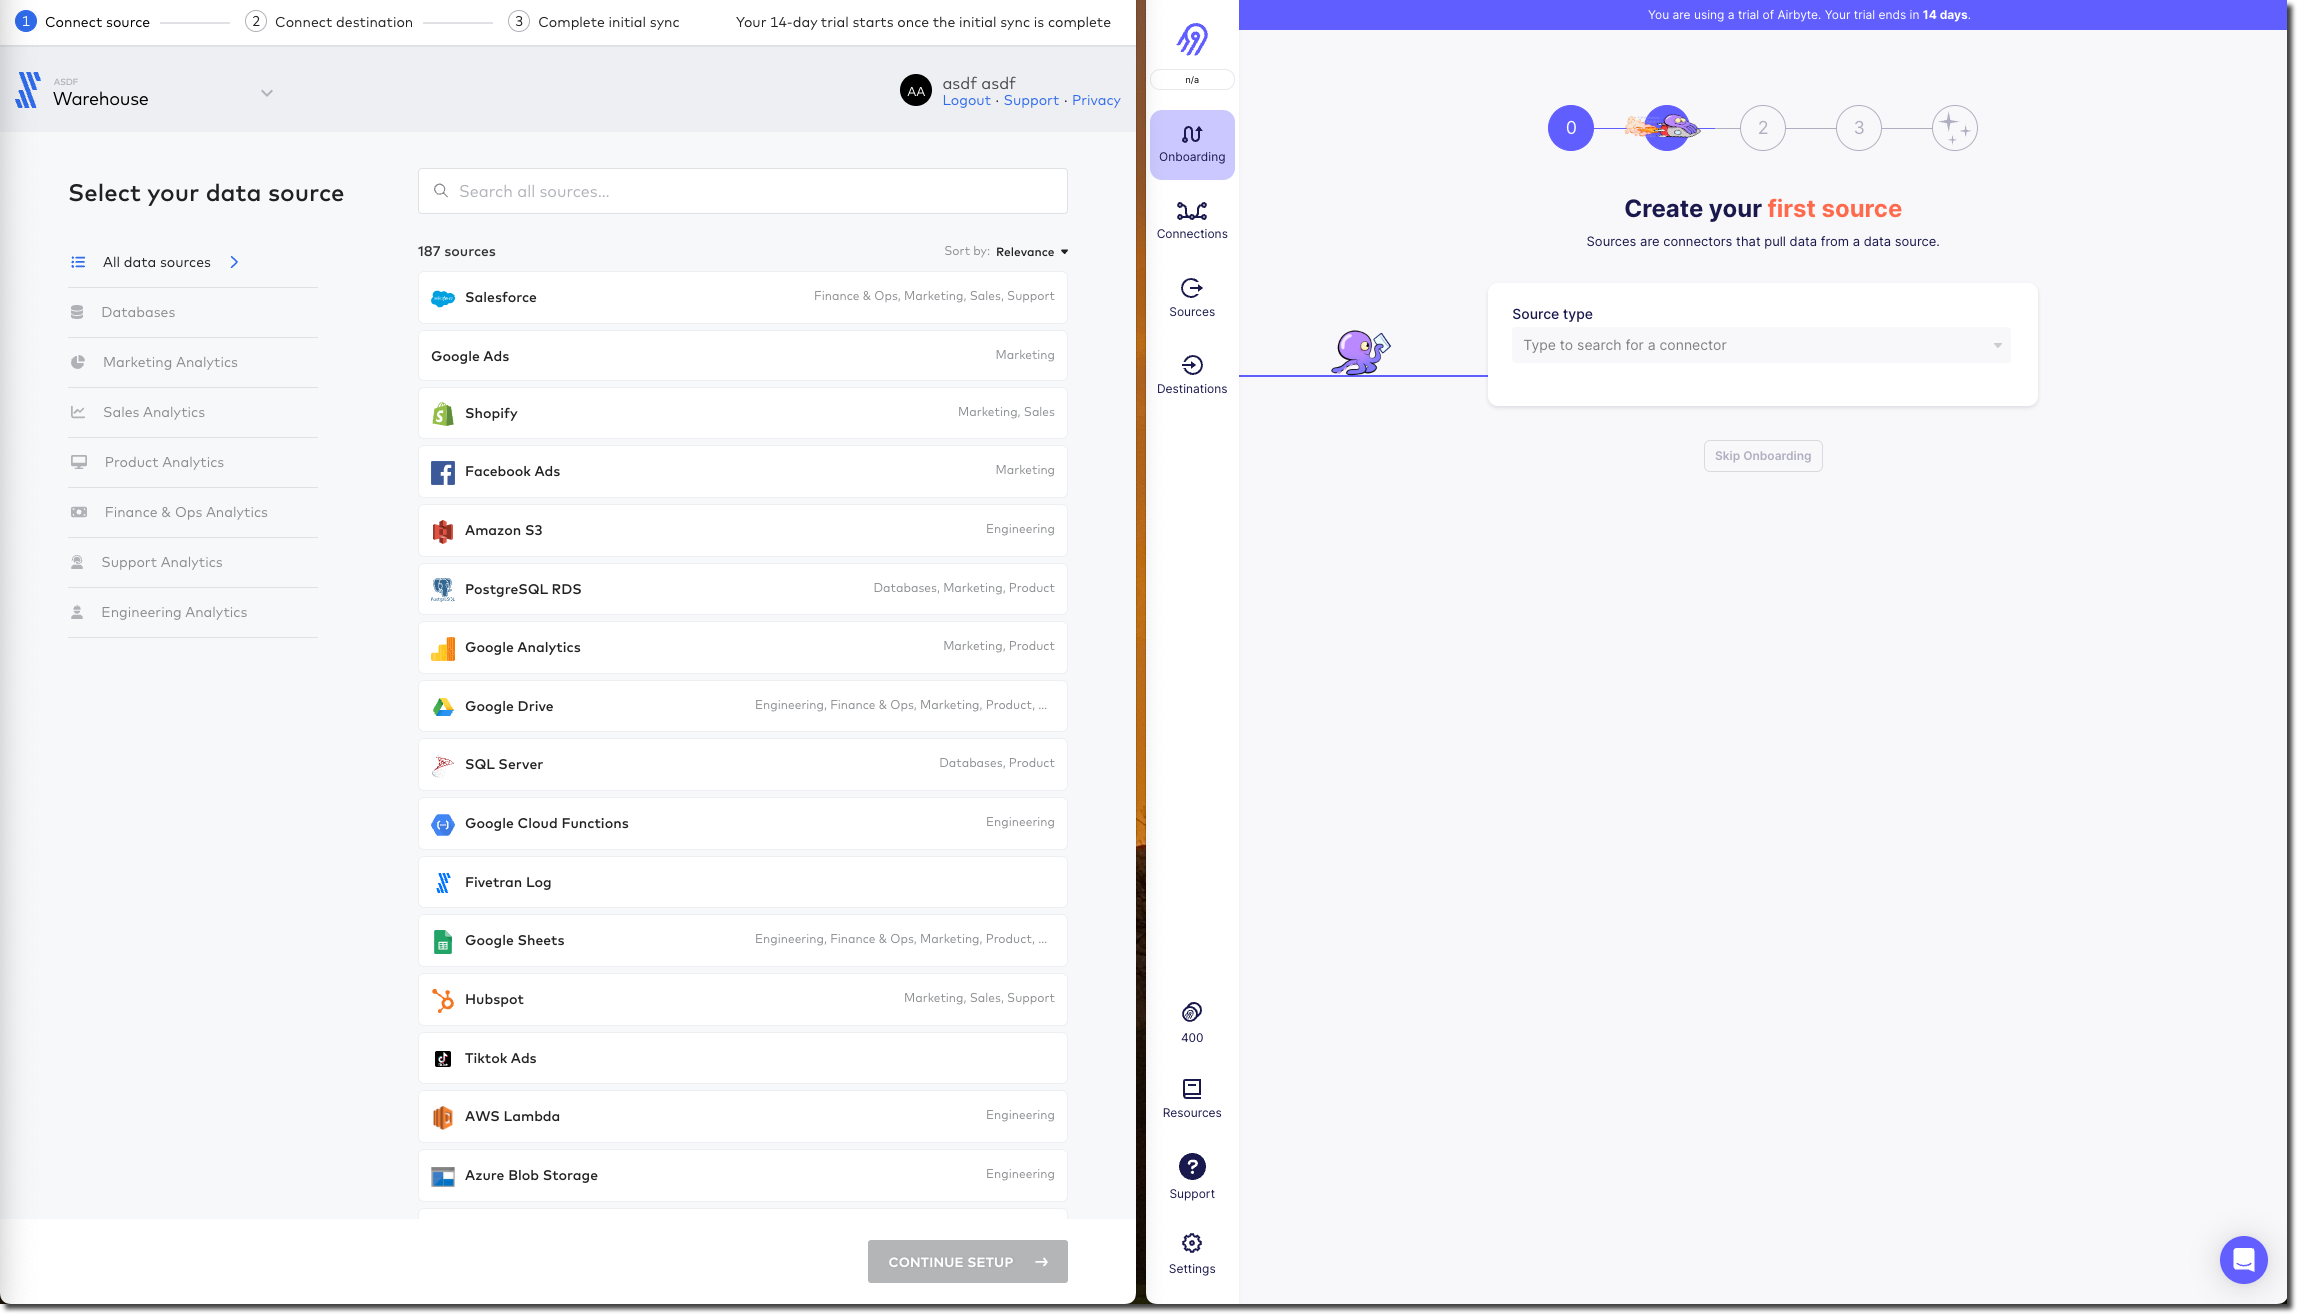 1 Connect source 2 Connect destination 3 Complete initial sync Your 14-day trial starts once the initial sync is complete
ASDF
Warehouse
AA
asdf asdf
Logout · Support · Privacy
Select your data source
All data sources
Databases
Marketing Analytics
Sales Analytics
Product Analytics
Finance & Ops Analytics
Support Analytics
Engineering Analytics
Search all sources...
187 sources Sort by: Relevance
Salesforce Finance & Ops, Marketing, Sales, Support
Google Ads Marketing
Shopify Marketing, Sales
Facebook Ads Marketing
Amazon S3 Engineering
PostgreSQL RDS Databases, Marketing, Product
Google Analytics Marketing, Product
Google Drive Engineering, Finance & Ops, Marketing, Product, ...
SQL Server Databases, Product
Google Cloud Functions Engineering
Fivetran Log
Google Sheets Engineering, Finance & Ops, Marketing, Product, ...
Hubspot Marketing, Sales, Support
Tiktok Ads
AWS Lambda Engineering
Azure Blob Storage Engineering
CONTINUE SETUP
n/a
Onboarding
Connections
Sources
Destinations
400
Resources
Support
Settings
You are using a trial of Airbyte. Your trial ends in 14 days.
0 2 3
Create your first source
Sources are connectors that pull data from a data source.
Source type
Type to search for a connector
Skip Onboarding